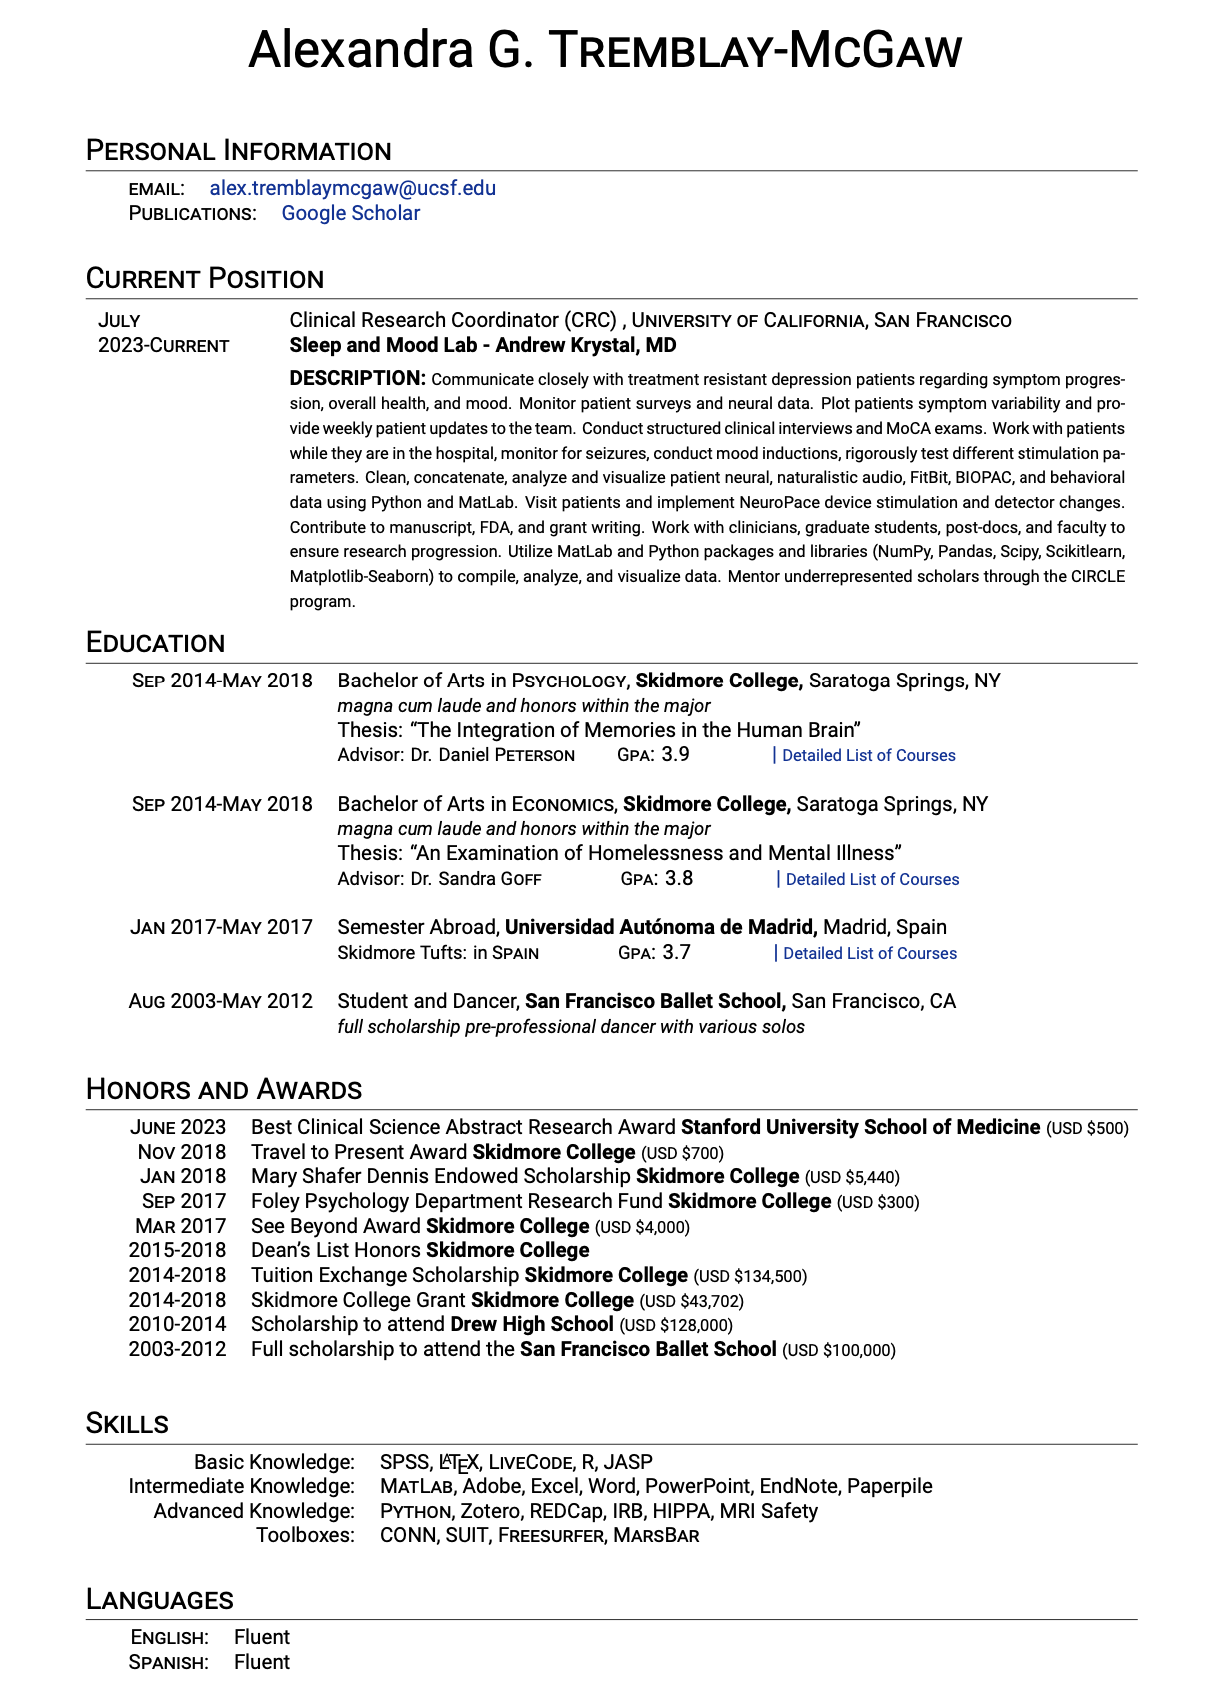 Alexandra G. Tremblay-McGaw
Personal Information
email: alex.tremblaymcgaw@ucsf.edu
Publications: Google Scholar
Current Position
July Clinical Research Coordinator (CRC) , University of California, San Francisco
2023-Current Sleep and Mood Lab - Andrew Krystal, MD
DESCRIPTION: Communicate closely with treatment resistant depression patients regarding symptom progres-
sion, overall health, and mood. Monitor patient surveys and neural data. Plot patients symptom variability and pro-
vide weekly patient updates to the team. Conduct structured clinical interviews and MoCA exams. Work with patients
while they are in the hospital, monitor for seizures, conduct mood inductions, rigorously test different stimulation pa-
rameters. Clean, concatenate, analyze and visualize patient neural, naturalistic audio, FitBit, BIOPAC, and behavioral
data using Python and MatLab. Visit patients and implement NeuroPace device stimulation and detector changes.
Contribute to manuscript, FDA, and grant writing. Work with clinicians, graduate students, post-docs, and faculty to
ensure research progression. Utilize MatLab and Python packages and libraries (NumPy, Pandas, Scipy, Scikitlearn,
Matplotlib-Seaborn) to compile, analyze, and visualize data. Mentor underrepresented scholars through the CIRCLE
program.
Education
Sep 2014-May 2018 Bachelor of Arts in Psychology, Skidmore College, Saratoga Springs, NY
magna cum laude and honors within the major
Thesis: “The Integration of Memories in the Human Brain”
Advisor: Dr. Daniel Peterson Gpa: 3.9 | Detailed List of Courses
Sep 2014-May 2018 Bachelor of Arts in Economics, Skidmore College, Saratoga Springs, NY
magna cum laude and honors within the major
Thesis: “An Examination of Homelessness and Mental Illness”
Advisor: Dr. Sandra Goff Gpa: 3.8 | Detailed List of Courses
Jan 2017-May 2017 Semester Abroad, Universidad Autónoma de Madrid, Madrid, Spain
Skidmore Tufts: in Spain Gpa: 3.7 | Detailed List of Courses
Aug 2003-May 2012 Student and Dancer, San Francisco Ballet School, San Francisco, CA
full scholarship pre-professional dancer with various solos
Honors and Awards
June 2023 Best Clinical Science Abstract Research Award Stanford University School of Medicine (USD $500)
Nov 2018 Travel to Present Award Skidmore College (USD $700)
Jan 2018 Mary Shafer Dennis Endowed Scholarship Skidmore College (USD $5,440)
Sep 2017 Foley Psychology Department Research Fund Skidmore College (USD $300)
Mar 2017 See Beyond Award Skidmore College (USD $4,000)
2015-2018 Dean’s List Honors Skidmore College
2014-2018 Tuition Exchange Scholarship Skidmore College (USD $134,500)
2014-2018 Skidmore College Grant Skidmore College (USD $43,702)
2010-2014 Scholarship to attend Drew High School (USD $128,000)
2003-2012 Full scholarship to attend the San Francisco Ballet School (USD $100,000)
Skills
Basic Knowledge: SPSS, LATEX, LiveCode, R, JASP
Intermediate Knowledge: MatLab, Adobe, Excel, Word, PowerPoint, EndNote, Paperpile
Advanced Knowledge: Python, Zotero, REDCap, IRB, HIPPA, MRI Safety
Toolboxes: CONN, SUIT, Freesurfer, MarsBar
Languages
English: Fluent
Spanish: Fluent